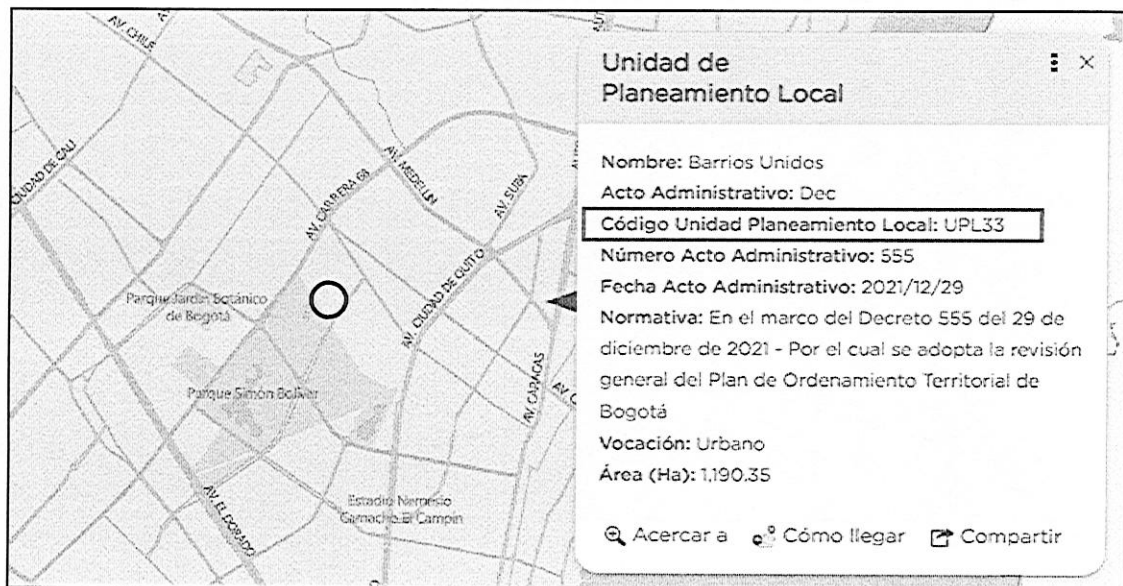 AV. CHILE
CIUDAD DE CALI
AV. CARRERA 68
AV. MEDELLIN
AV. SUBA
AV. CIUDAD DE QUITO
Parque Jardín Botánico
de Bogotá
Parque Simón Bolívar
AV. CARACAS
AV. ELDORADO
Estadio Nemesio
Camacho El Campin
Unidad de
Planeamiento Local
Nombre: Barrios Unidos
Acto Administrativo: Dec
Código Unidad Planeamiento Local: UPL33
Número Acto Administrativo: 555
Fecha Acto Administrativo: 2021/12/29
Normativa: En el marco del Decreto 555 del 29 de
diciembre de 2021 - Por el cual se adopta la revisión
general del Plan de Ordenamiento Territorial de
Bogotá
Vocación: Urbano
Área (Ha): 1,190.35
Acercar a Cómo llegar Compartir